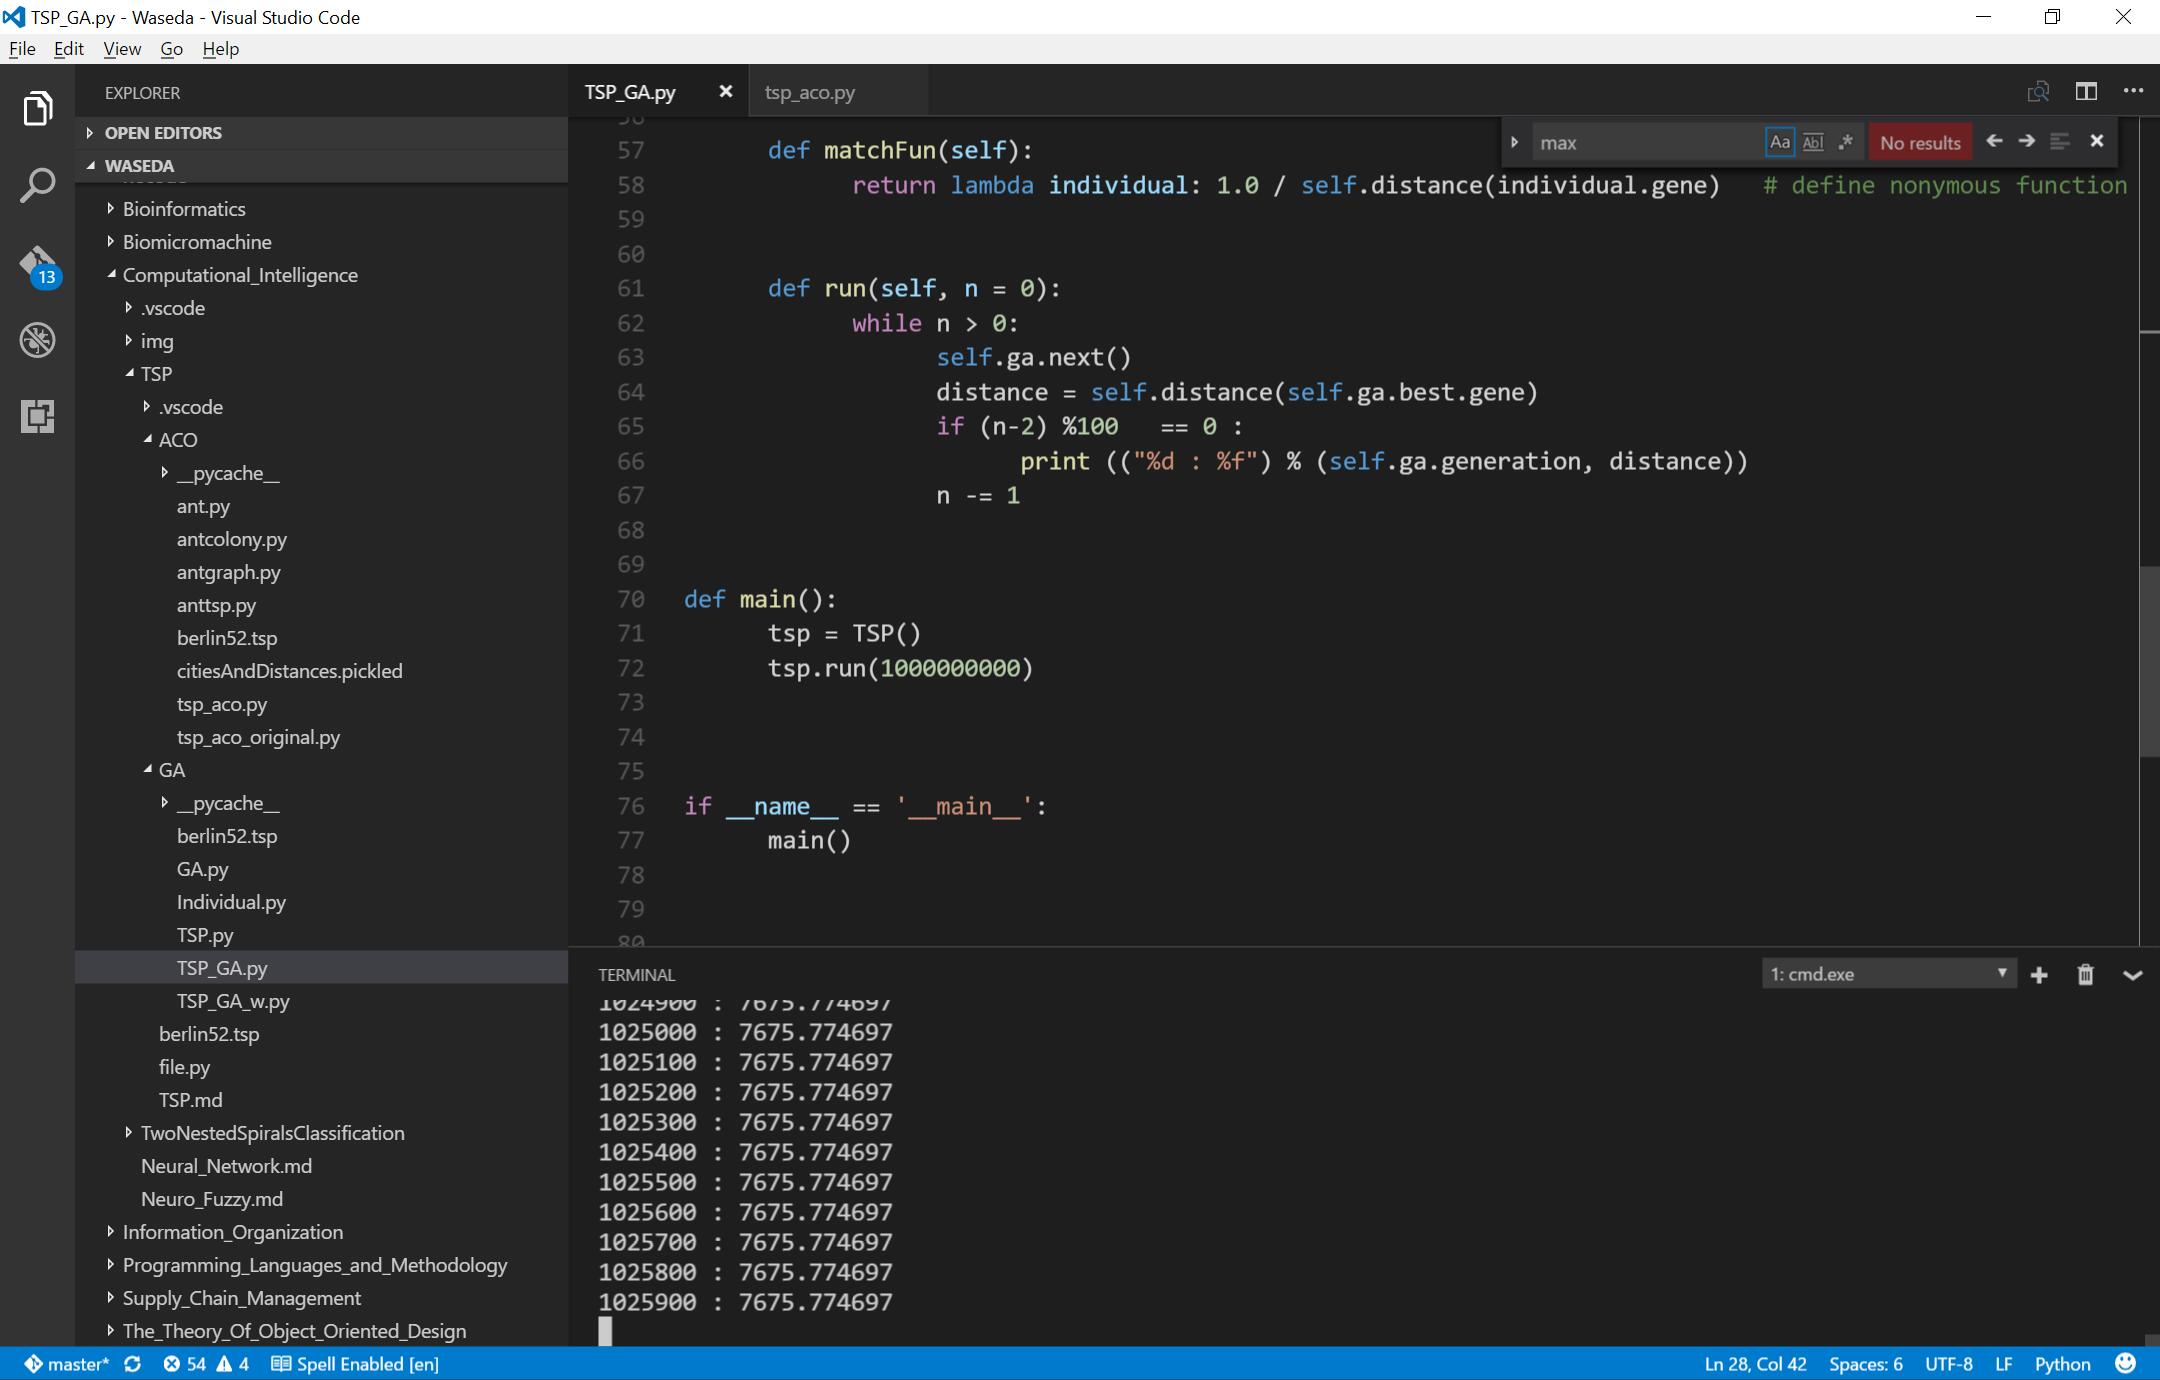 TSP_GA.py - Waseda - Visual Studio Code
File Edit View Go Help
EXPLORER
OPEN EDITORS
WASEDA
Bioinformatics
Biomicromachine
Computational_Intelligence
.vscode
img
TSP
.vscode
ACO
__pycache__
ant.py
antcolony.py
antgraph.py
anttsp.py
berlin52.tsp
citiesAndDistances.pickled
tsp_aco.py
tsp_aco_original.py
GA
__pycache__
berlin52.tsp
GA.py
Individual.py
TSP.py
TSP_GA.py
TSP_GA_w.py
berlin52.tsp
file.py
TSP.md
TwoNestedSpiralsClassification
Neural_Network.md
Neuro_Fuzzy.md
Information_Organization
Programming_Languages_and_Methodology
Supply_Chain_Management
The_Theory_Of_Object_Oriented_Design
13
TSP_GA.py tsp_aco.py
max Aa Abl .* No results
56
57 def matchFun(self):
58 return lambda individual: 1.0 / self.distance(individual.gene) # define nonymous function
59
60
61 def run(self, n = 0):
62 while n > 0:
63 self.ga.next()
64 distance = self.distance(self.ga.best.gene)
65 if (n-2) %100 == 0 :
66 print (("%d : %f") % (self.ga.generation, distance))
67 n -= 1
68
69
70 def main():
71 tsp = TSP()
72 tsp.run(1000000000)
73
74
75
76 if __name__ == '__main__':
77 main()
78
79
80
TERMINAL 1: cmd.exe
1024900 : 7675.774697
1025000 : 7675.774697
1025100 : 7675.774697
1025200 : 7675.774697
1025300 : 7675.774697
1025400 : 7675.774697
1025500 : 7675.774697
1025600 : 7675.774697
1025700 : 7675.774697
1025800 : 7675.774697
1025900 : 7675.774697
master* 54 4 Spell Enabled [en] Ln 28, Col 42 Spaces: 6 UTF-8 LF Python